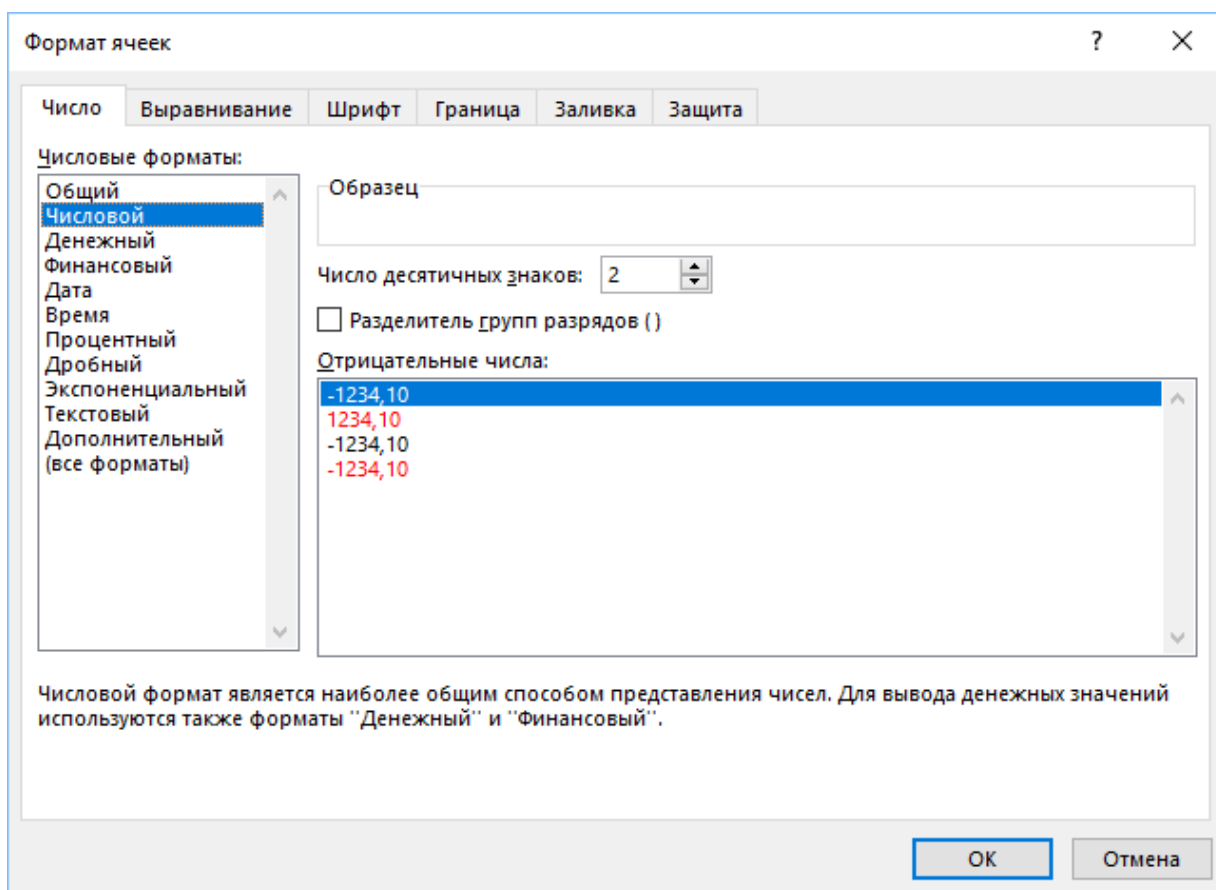 Формат ячеек ?
Число Выравнивание Шрифт Граница Заливка Защита
Числовые форматы:
Общий
Числовой
Денежный
Финансовый
Дата
Время
Процентный
Дробный
Экспоненциальный
Текстовый
Дополнительный
(все форматы)
Образец
Число десятичных знаков: 2
Разделитель групп разрядов ( )
Отрицательные числа:
-1234,10
1234,10
-1234,10
-1234,10
Числовой формат является наиболее общим способом представления чисел. Для вывода денежных значений
используются также форматы "Денежный" и "Финансовый".
ОК Отмена